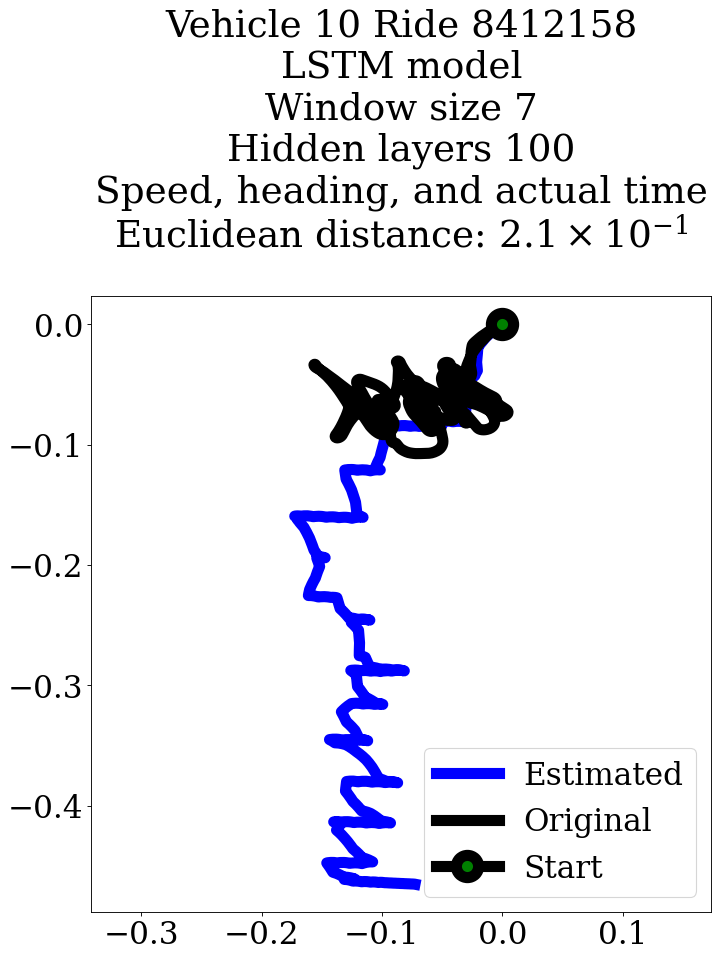 Vehicle 10 Ride 8412158
LSTM model
Window size 7
Hidden layers 100
Speed, heading, and actual time
Euclidean distance: 2.1 × 10⁻¹
0.0
−0.1
−0.2
−0.3
−0.4
Estimated
Original
Start
−0.3 −0.2 −0.1 0.0 0.1